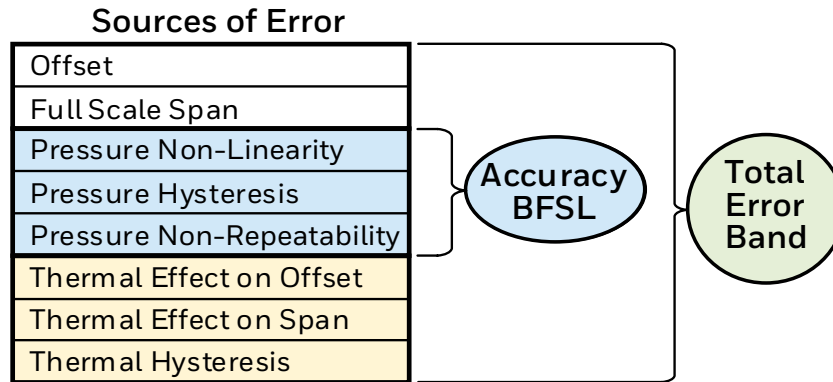 Sources of Error
Offset
Full Scale Span
Pressure Non-Linearity
Pressure Hysteresis
Pressure Non-Repeatability
Thermal Effect on Offset
Thermal Effect on Span
Thermal Hysteresis
Accuracy
BFSL
Total
Error
Band